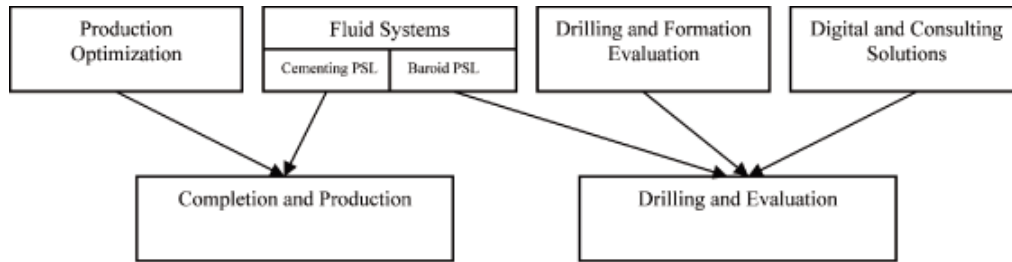 Production
Optimization
Fluid Systems
Cementing PSL
Baroid PSL
Drilling and Formation
Evaluation
Digital and Consulting
Solutions
Completion and Production
Drilling and Evaluation